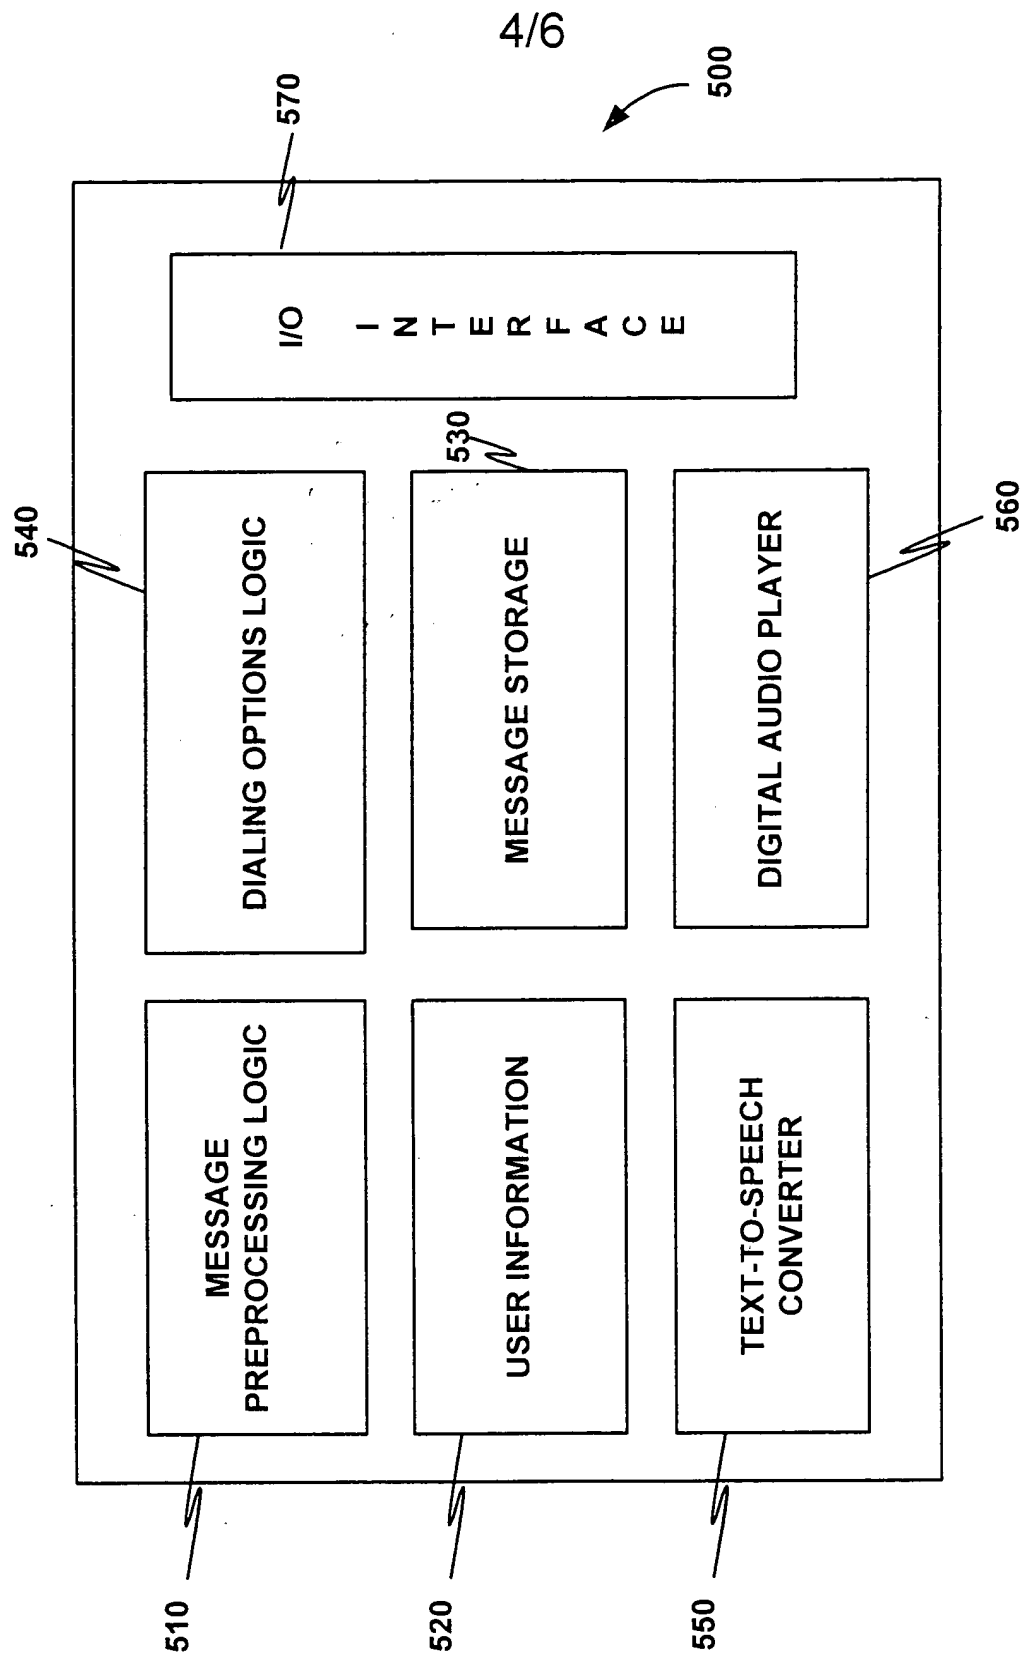 4/6
500
570
I/O
INTERFACE
540
DIALING OPTIONS LOGIC
530
MESSAGE STORAGE
560
DIGITAL AUDIO PLAYER
510
MESSAGE
PREPROCESSING LOGIC
520
USER INFORMATION
550
TEXT-TO-SPEECH
CONVERTER